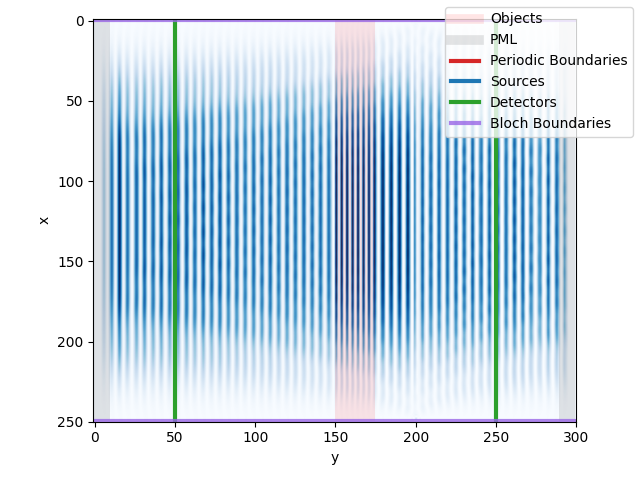 Objects
PML
Periodic Boundaries
Sources
Detectors
Bloch Boundaries
0
50
100
150
200
250
x
0
50
100
150
200
250
300
y